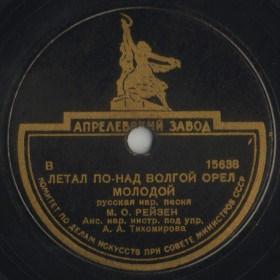 АПРЕЛЕВСКИЙ ЗАВОД
В 15638
ЛЕТАЛ ПО-НАД ВОЛГОЙ ОРЕЛ
МОЛОДОЙ
русская нар. песня
М. О. РЕЙЗЕН
Анс. нар. инстр. под упр.
А. А. Тихомирова
КОМИТЕТ ПО ДЕЛАМ ИСКУССТВ ПРИ СОВЕТЕ МИНИСТРОВ СССР